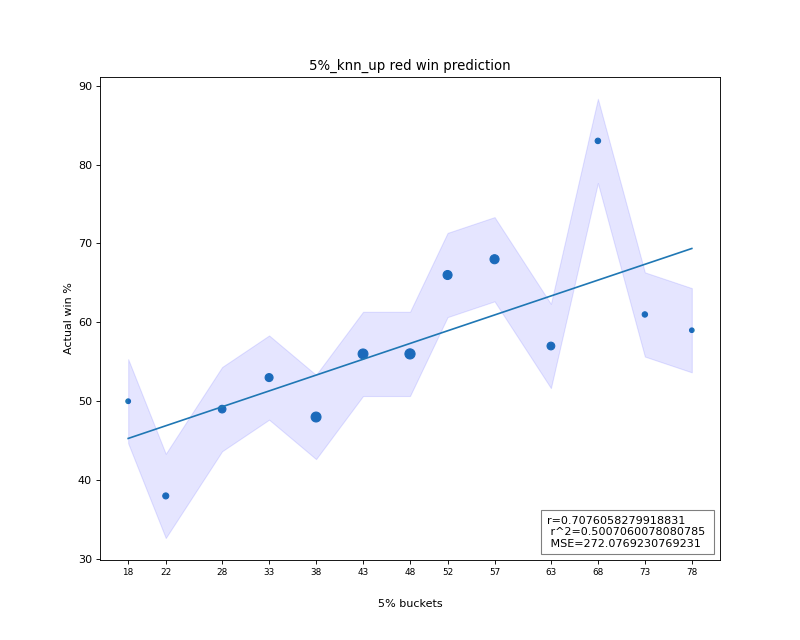 5%_knn_up red win prediction
90
80
70
60
50
40
30
Actual win %
r=0.7076058279918831
r^2=0.5007060078080785
MSE=272.0769230769231
18 22 28 33 38 43 48 52 57 63 68 73 78
5% buckets